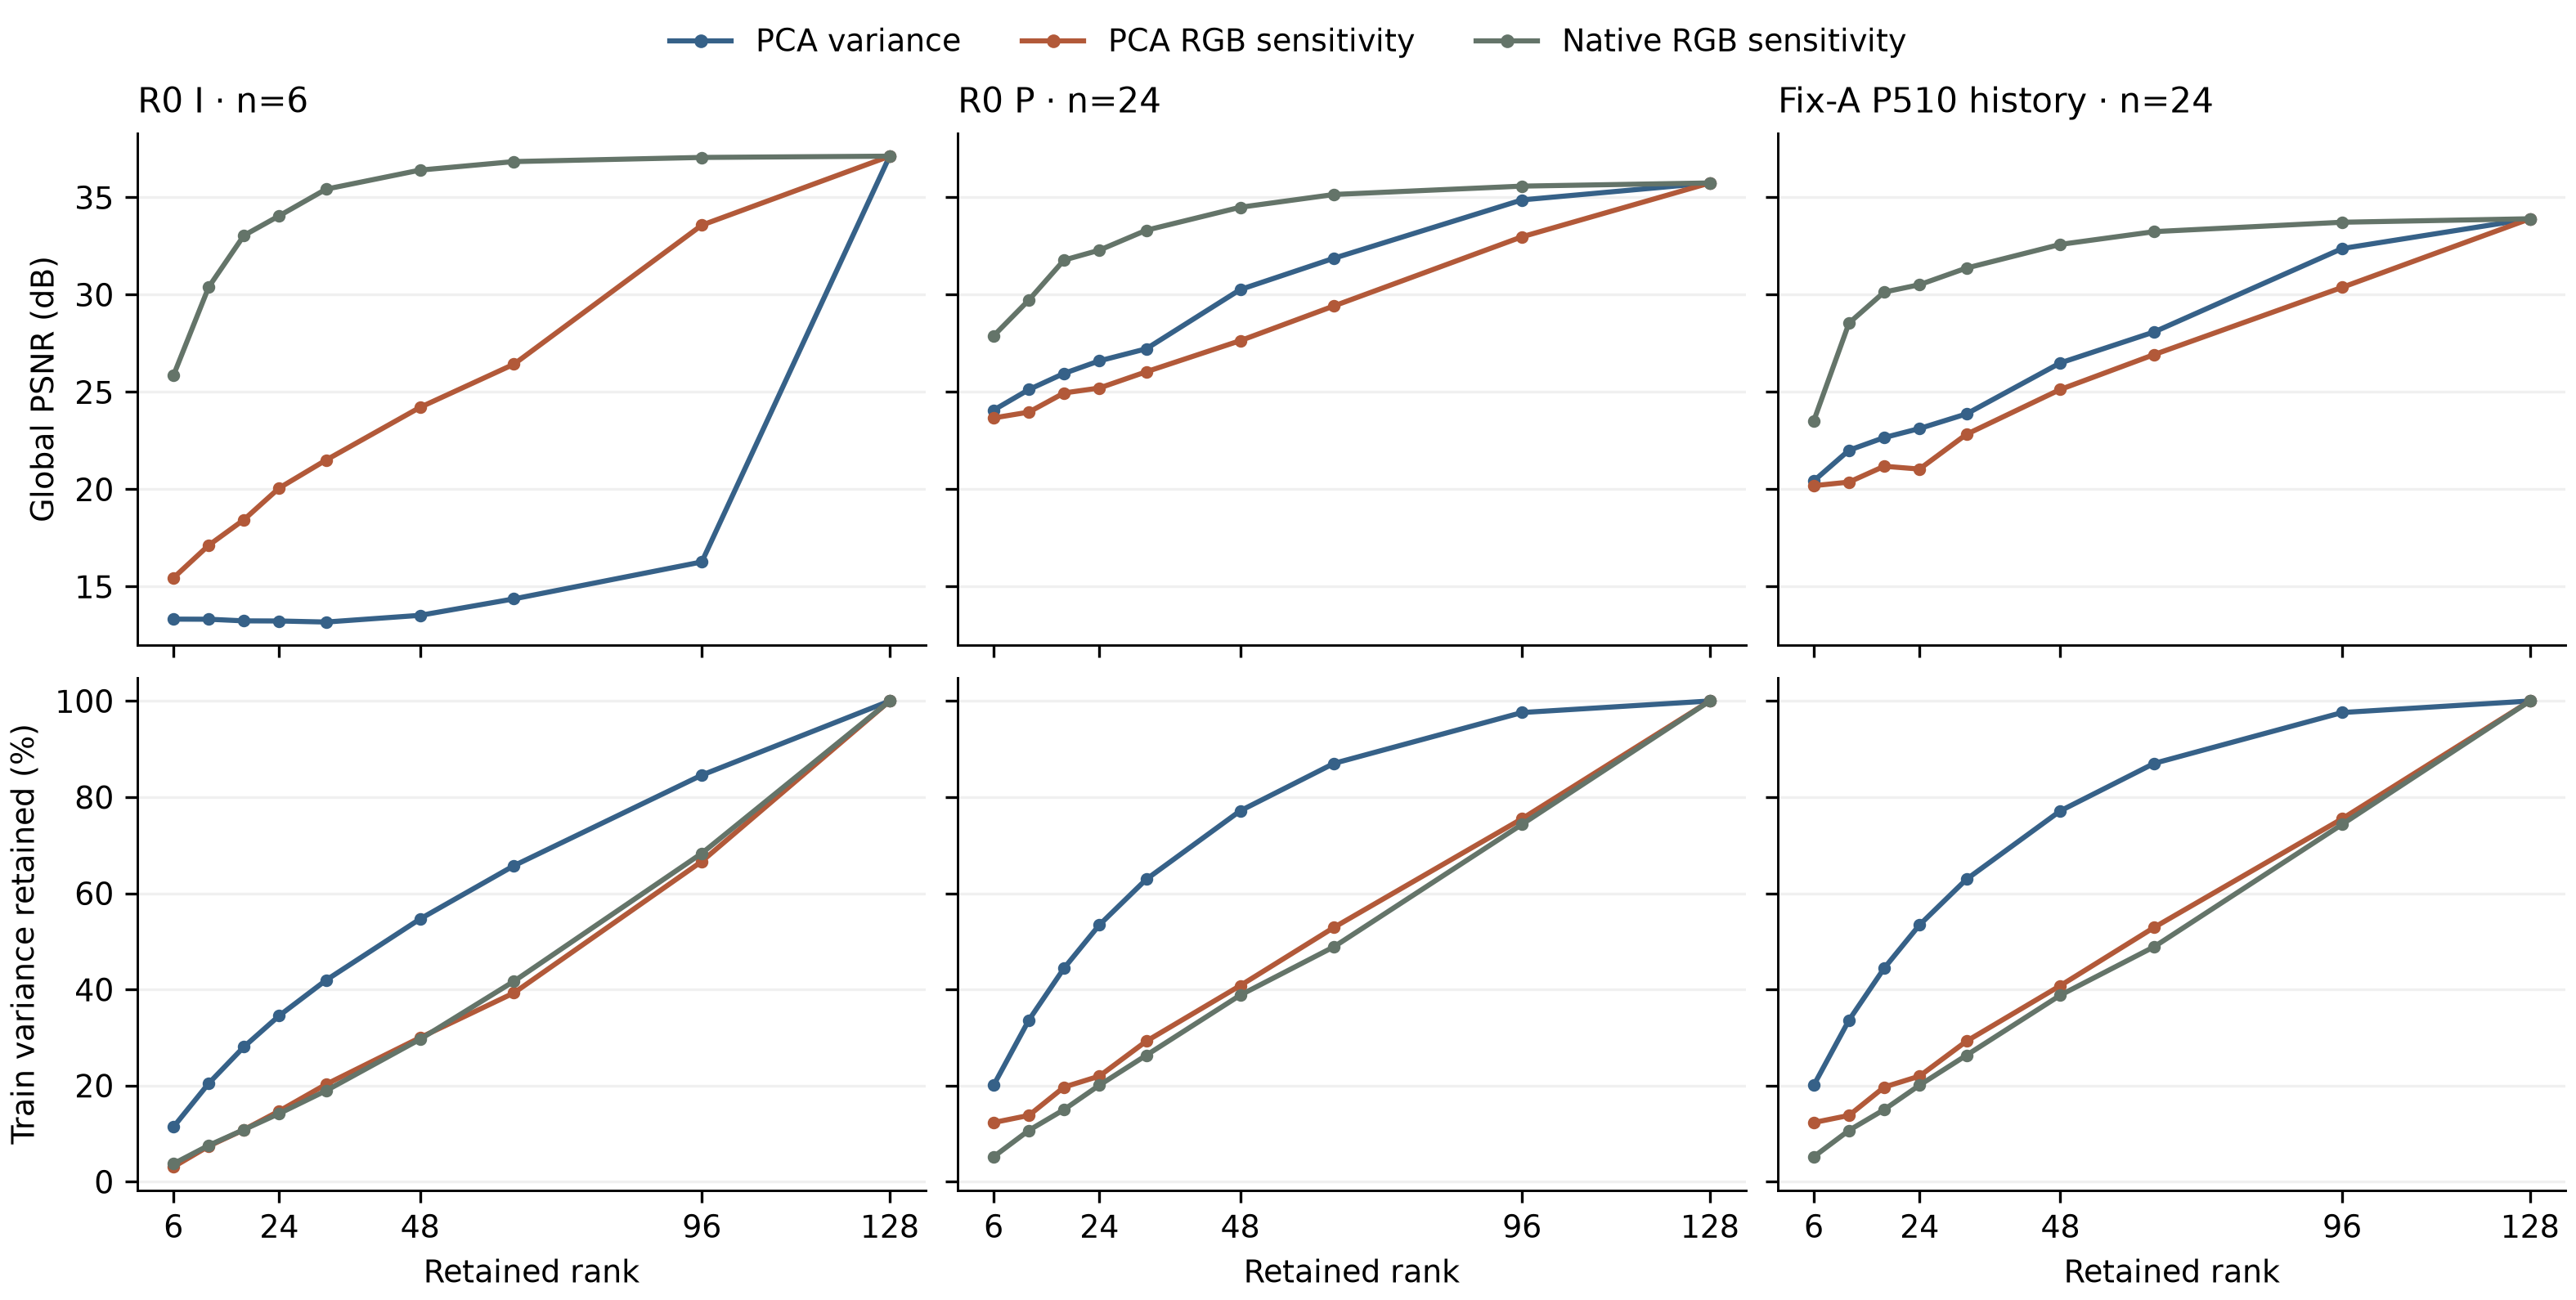 PCA variance PCA RGB sensitivity Native RGB sensitivity
R0 I · n=6
R0 P · n=24
Fix-A P510 history · n=24
Global PSNR (dB)
35
30
25
20
15
Train variance retained (%)
100
80
60
40
20
0
6 24 48 96 128
6 24 48 96 128
6 24 48 96 128
Retained rank
Retained rank
Retained rank